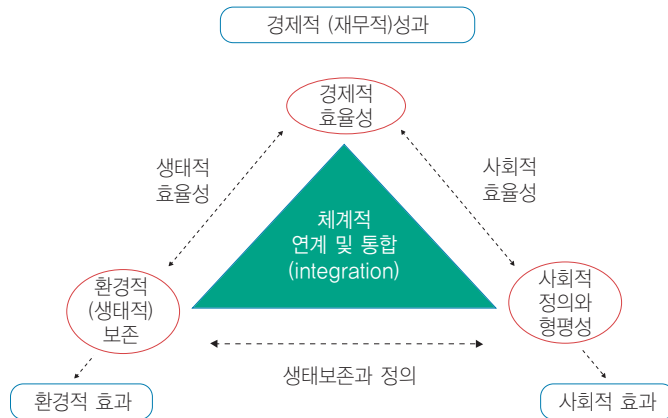 경제적 (재무적)성과
경제적
효율성
생태적
효율성
사회적
효율성
체계적
연계 및 통합
(integration)
환경적
(생태적)
보존
사회적
정의와
형평성
생태보존과 정의
환경적 효과
사회적 효과